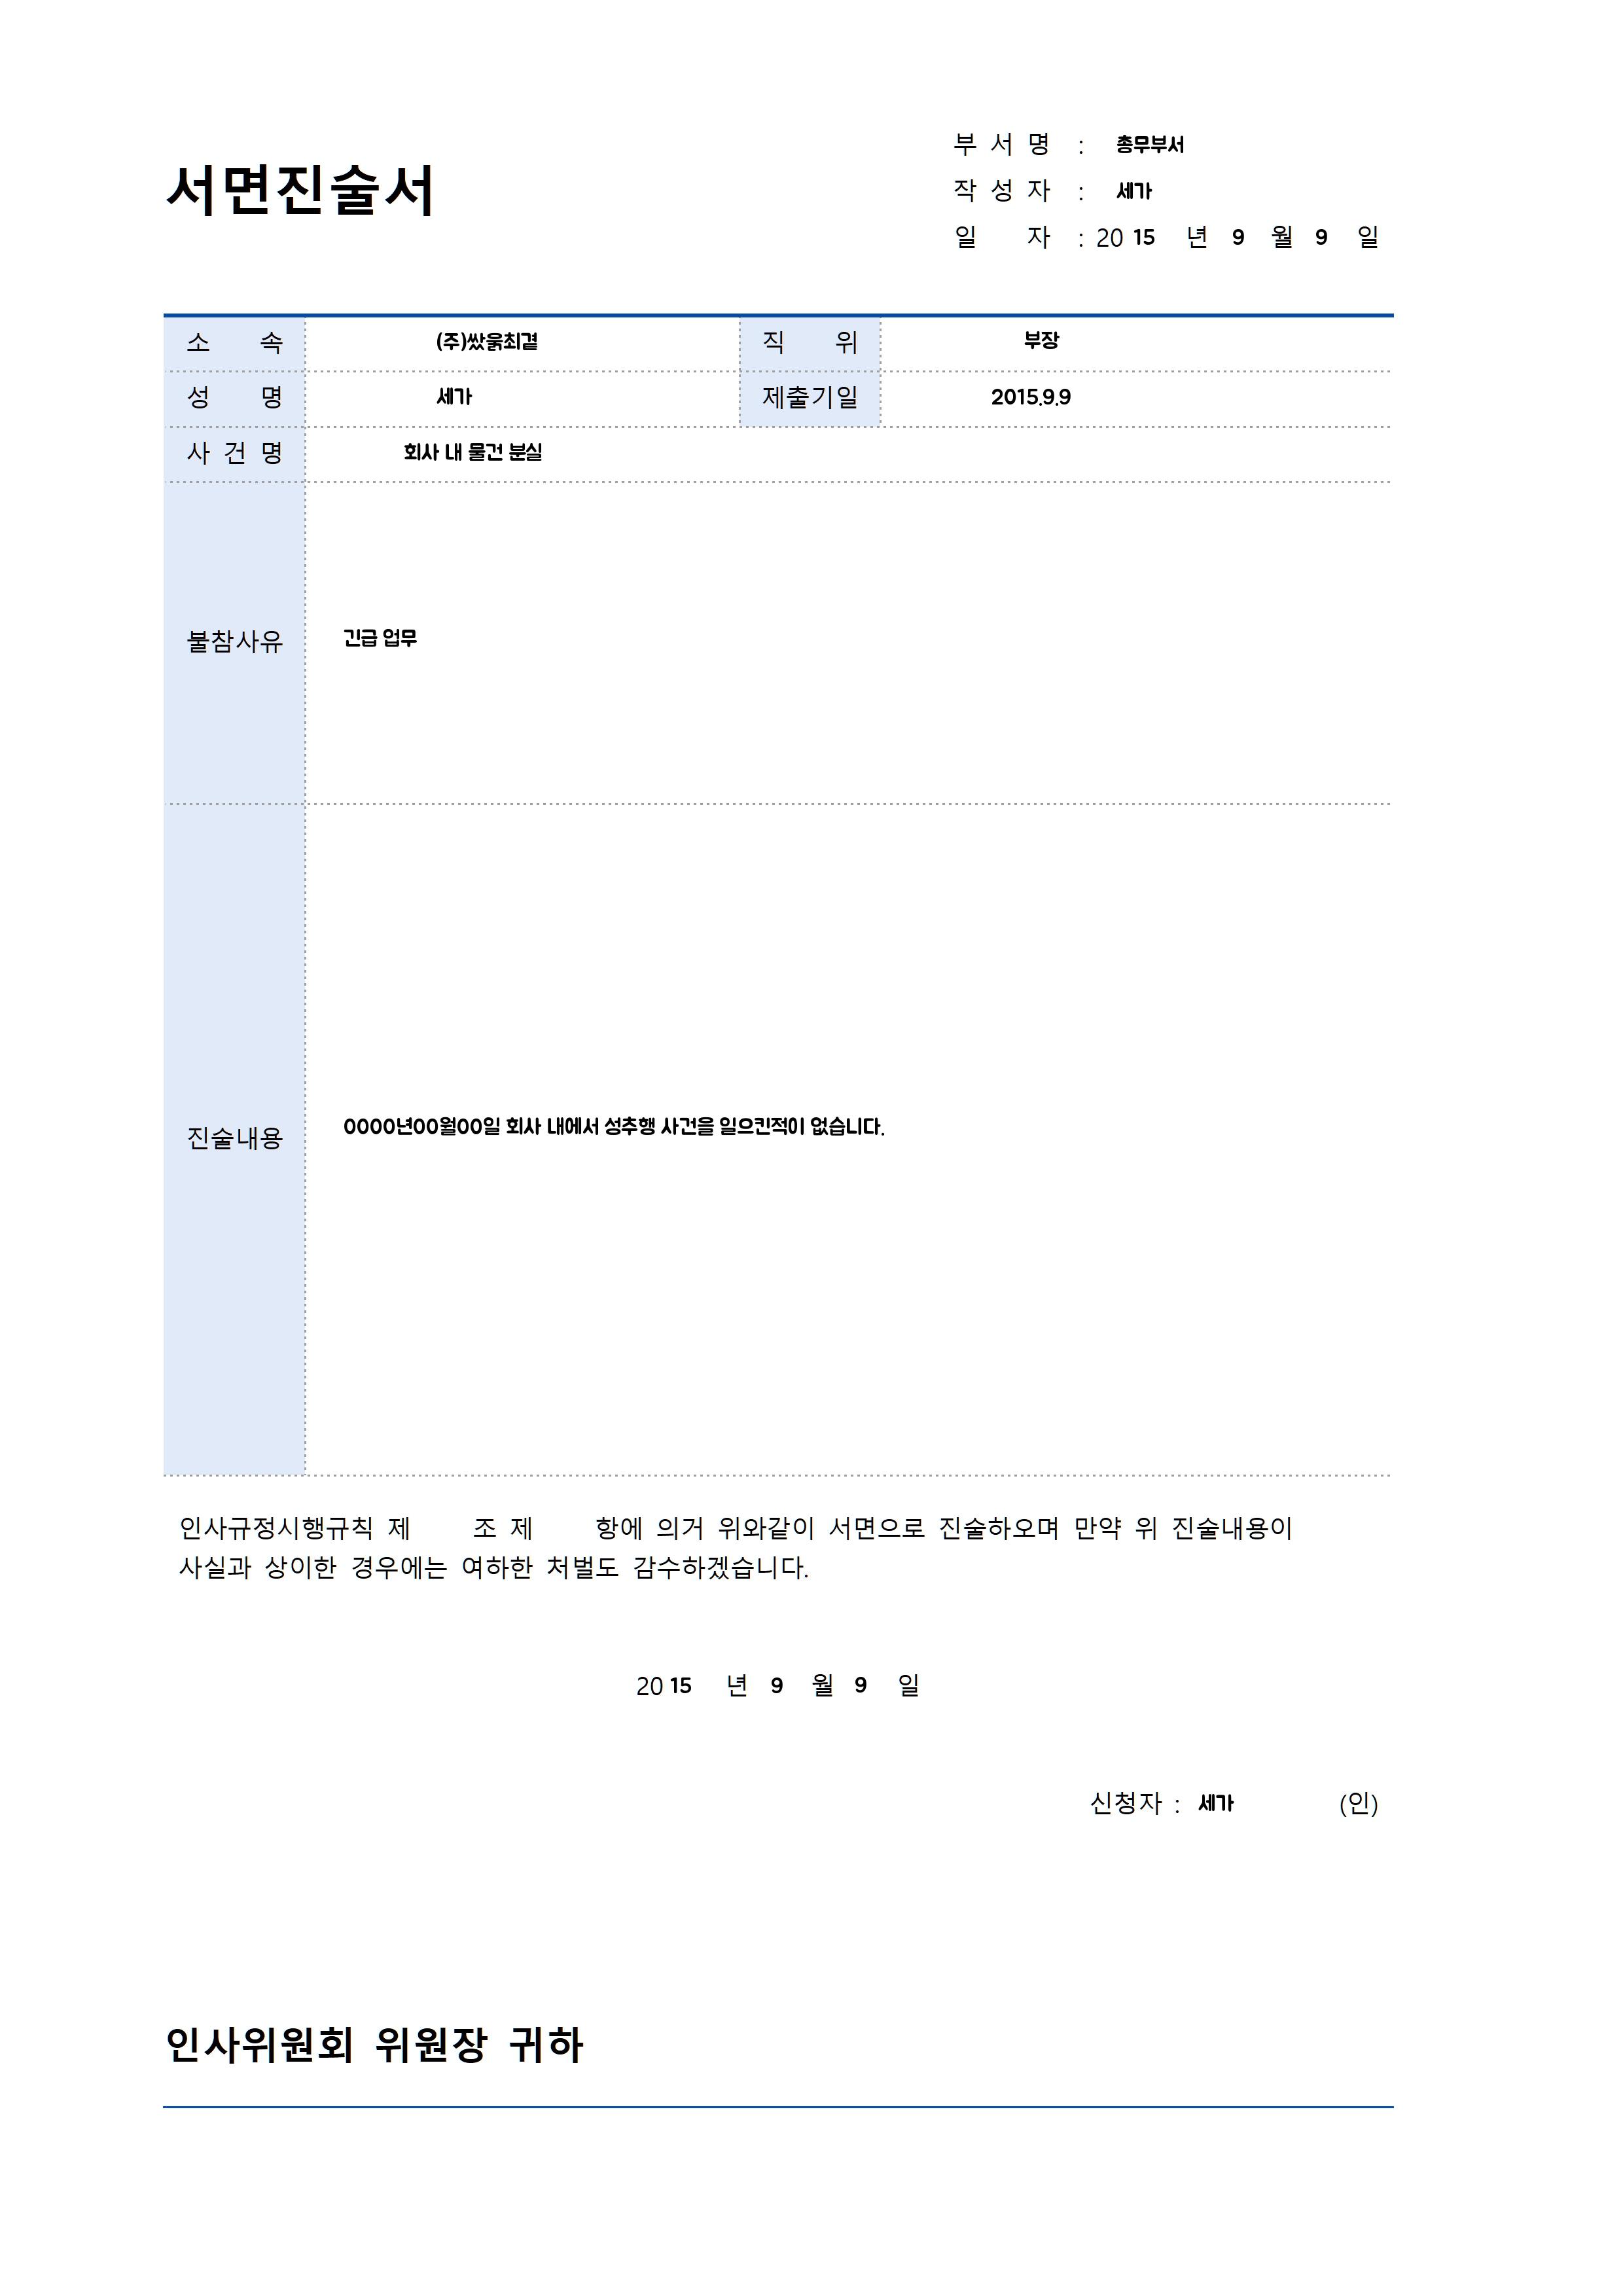 서면진술서
부 서 명 : 총무부서
작 성 자 : 세가
일 자 : 20 15 년 9 월 9 일
소 속 (주) 직 위 부장
성 명 세가 제출기일 2015.9.9
사 건 명 회사 내 물건 분실
불참사유 긴급 업무
진술내용 0000년00월00일 회사 내에서 성추행 사건을 일으킨적이 없습니다.
인사규정시행규칙 제 조 제 항에 의거 위와같이 서면으로 진술하오며 만약 위 진술내용이
사실과 상이한 경우에는 여하한 처벌도 감수하겠습니다.
20 15 년 9 월 9 일
신청자 : 세가 (인)
인사위원회 위원장 귀하